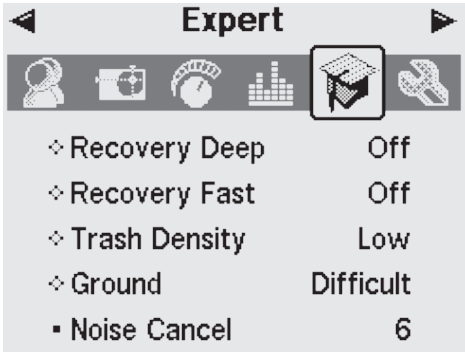 Expert
Recovery Deep Off
Recovery Fast Off
Trash Density Low
Ground Difficult
Noise Cancel 6